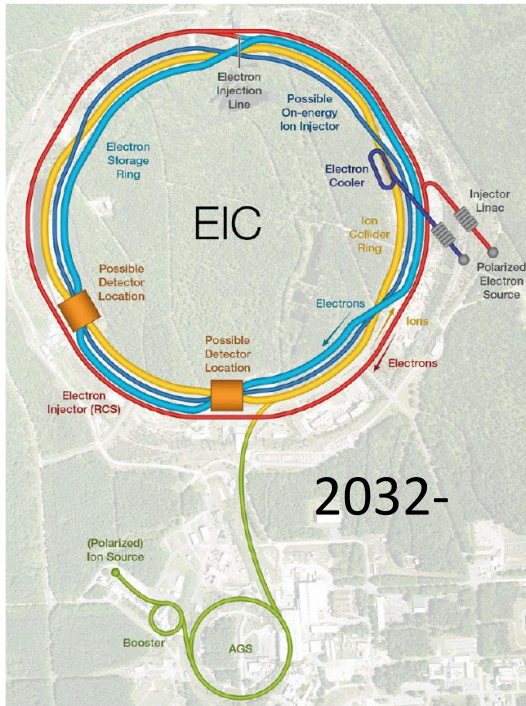 Electron
Injection
Line
Possible
On-energy
Ion Injector
Electron
Storage
Ring
Electron
Cooler
Injector
Linac
EIC
Ion
Collider
Ring
Polarized
Electron
Source
Possible
Detector
Location
Electrons
Ions
Possible
Detector
Location
Electrons
Electron
Injector (RCS)
2032-
(Polarized)
Ion Source
Booster
AGS